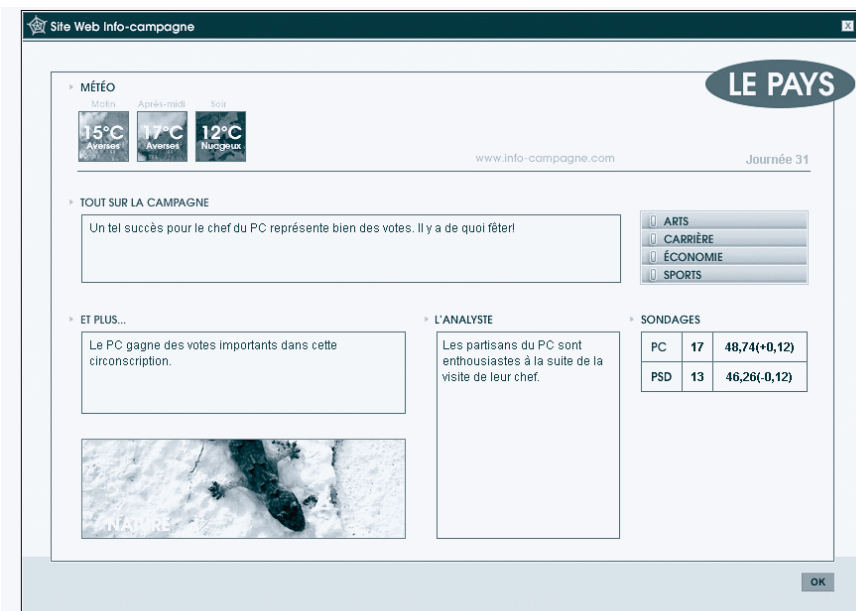 Site Web Info-campagne
x
LE PAYS
MÉTÉO
Matin Après-midi Soir
15°C 17°C 12°C
Averses Averses Nuageux
www.info-campagne.com
Journée 31
TOUT SUR LA CAMPAGNE
Un tel succès pour le chef du PC représente bien des votes. Il y a de quoi fêter!
ARTS
CARRIÈRE
ÉCONOMIE
SPORTS
ET PLUS...
Le PC gagne des votes importants dans cette
circonscription.
NATURE
L'ANALYSTE
Les partisans du PC sont
enthousiastes à la suite de la
visite de leur chef.
SONDAGES
PC 17 48,74(+0,12)
PSD 13 46,26(-0,12)
OK